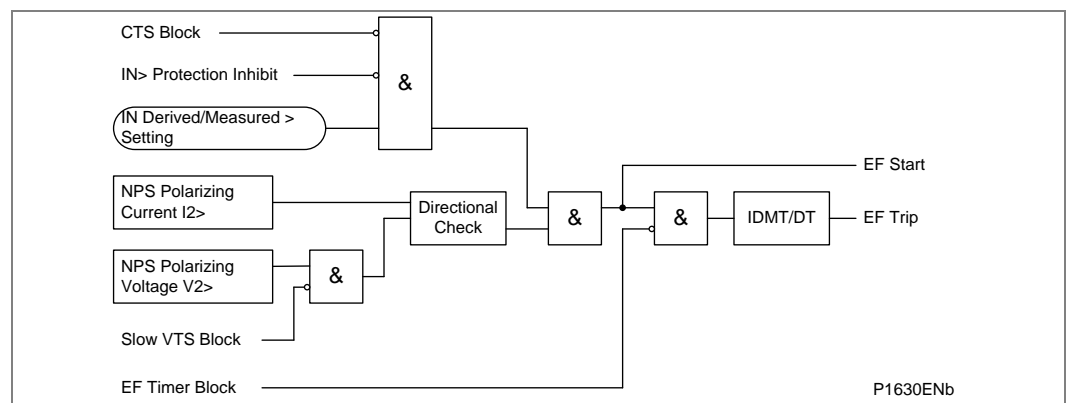 CTS Block
IN> Protection Inhibit
&
IN Derived/Measured >
Setting
EF Start
NPS Polarizing
Current I2>
Directional
Check
&
&
IDMT/DT
EF Trip
NPS Polarizing
Voltage V2>
&
Slow VTS Block
EF Timer Block
P1630ENb